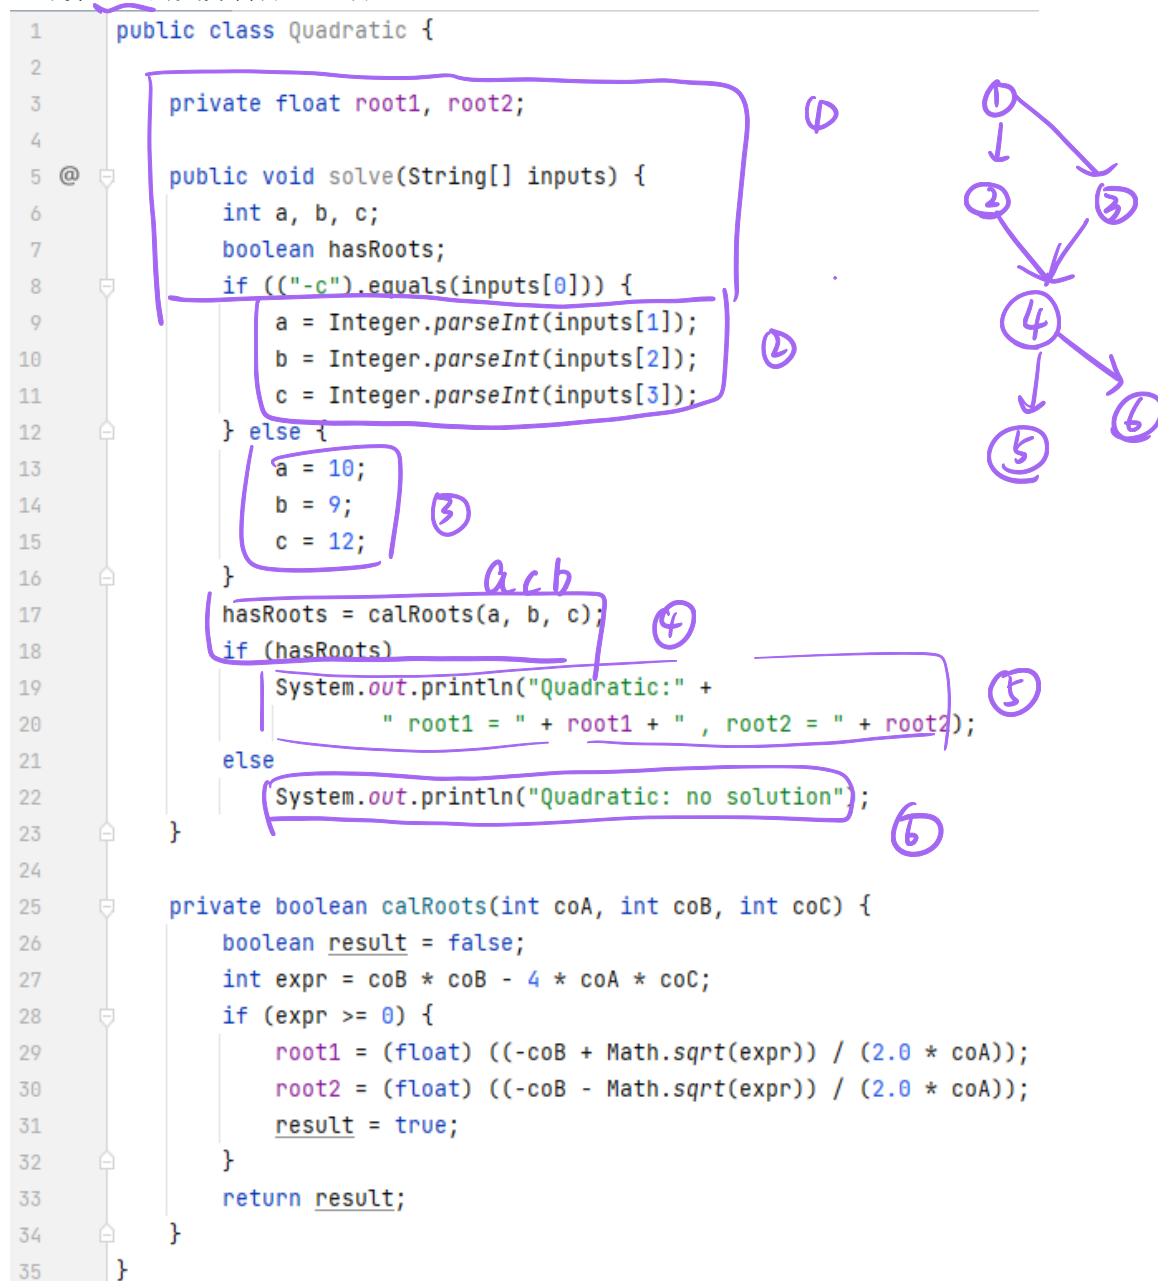 1 public class Quadratic {
2
3 private float root1, root2;
4
5 @ public void solve(String[] inputs) {
6 int a, b, c;
7 boolean hasRoots;
8 if (("-c").equals(inputs[0])) {
9 a = Integer.parseInt(inputs[1]);
10 b = Integer.parseInt(inputs[2]);
11 c = Integer.parseInt(inputs[3]);
12 } else {
13 a = 10;
14 b = 9;
15 c = 12;
16 }
17 hasRoots = calRoots(a, b, c);
18 if (hasRoots)
19 System.out.println("Quadratic:" +
20 " root1 = " + root1 + " , root2 = " + root2);
21 else
22 System.out.println("Quadratic: no solution");
23 }
24
25 private boolean calRoots(int coA, int coB, int coC) {
26 boolean result = false;
27 int expr = coB * coB - 4 * coA * coC;
28 if (expr >= 0) {
29 root1 = (float) ((-coB + Math.sqrt(expr)) / (2.0 * coA));
30 root2 = (float) ((-coB - Math.sqrt(expr)) / (2.0 * coA));
31 result = true;
32 }
33 return result;
34 }
35 }
①
②
③
a c b
④
⑤
⑥
①
② ③
④
⑤ ⑥